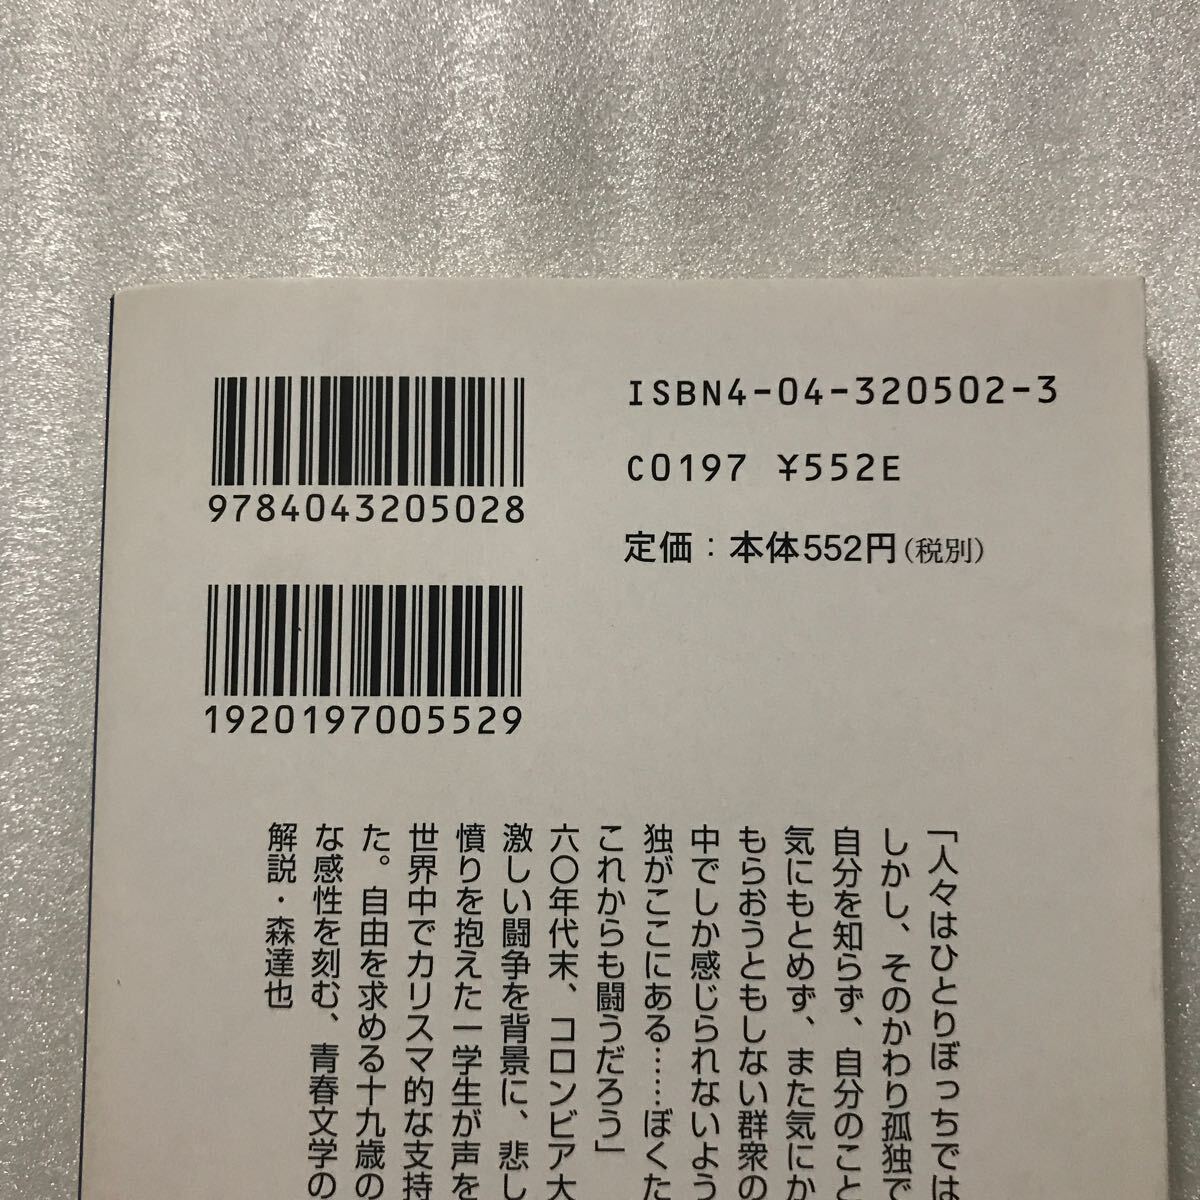 ISBN4-04-320502-3
C0197 ¥552E
定価：本体552円(税別)
9784043205028
1920197005529
「人々はひとりぼっちでは
しかし、そのかわり孤独で
自分を知らず、自分のこと
気にもとめず、また気にか
もらおうともしない群衆の
中でしか感じられないよう
独がここにある……ぼくた
これからも闘うだろう」
六〇年代末、コロンビア大
激しい闘争を背景に、悲し
憤りを抱えた一学生が声を
世界中でカリスマ的な支持
た。自由を求める十九歳の
な感性を刻む、青春文学の
解説・森達也